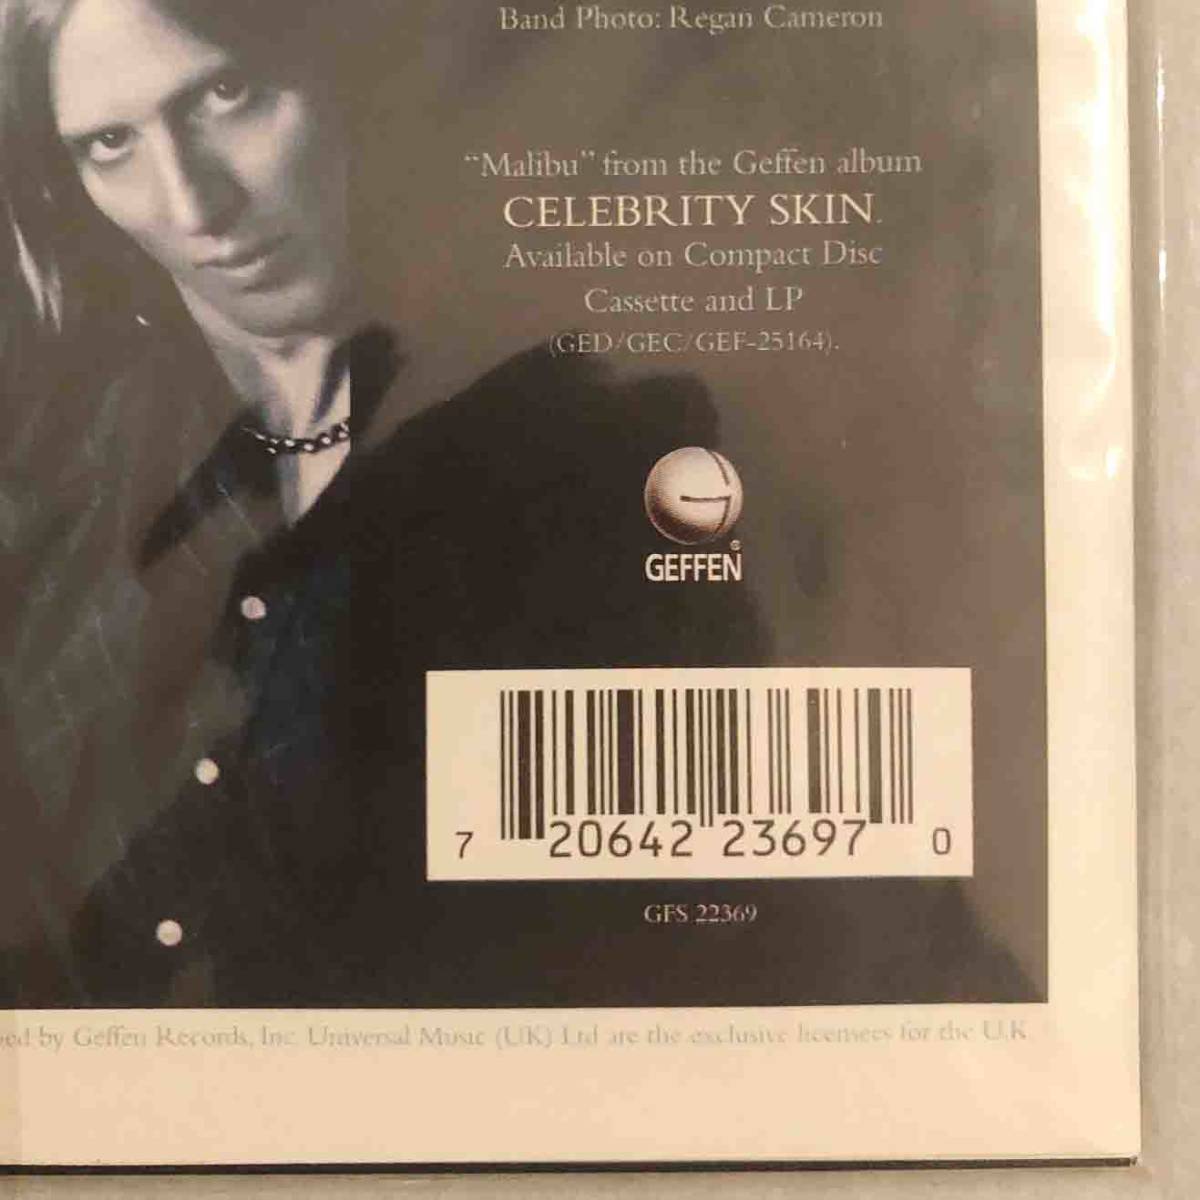 Band Photo: Regan Cameron
“Malibu” from the Geffen album
CELEBRITY SKIN.
Available on Compact Disc
Cassette and LP
(GED/GEC/GEF-25164).
GEFFEN®
7 20642 23697 0
GFS 22369
by Geffen Records, Inc. Universal Music (UK) Ltd are the exclusive licensees for the U.K